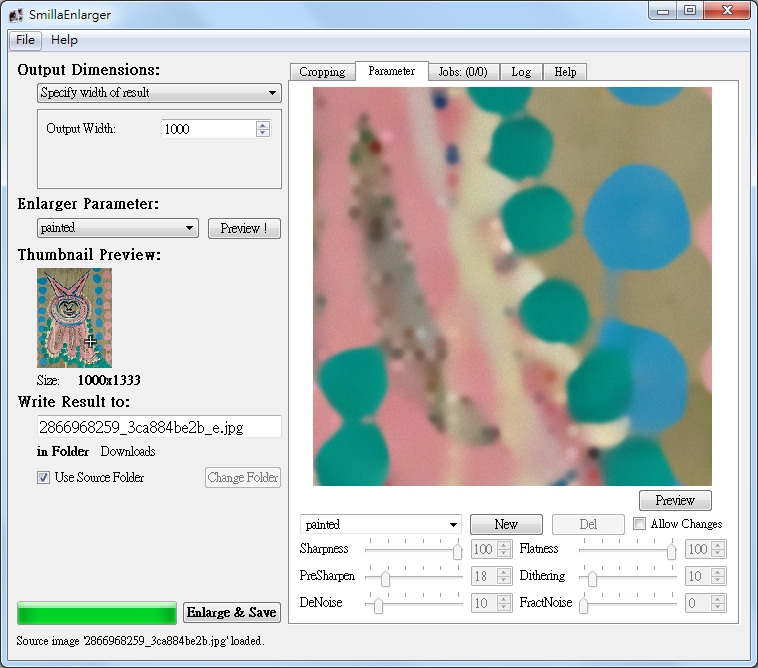 SmillaEnlarger
File Help
Output Dimensions:
Specify width of result
Output Width: 1000
Enlarger Parameter:
painted Preview !
Thumbnail Preview:
Size: 1000x1333
Write Result to:
2866968259_3ca884be2b_e.jpg
in Folder Downloads
Use Source Folder Change Folder
Enlarge & Save
Source image '2866968259_3ca884be2b.jpg' loaded.
Cropping Parameter Jobs: (0/0) Log Help
Preview
painted New Del Allow Changes
Sharpness 100 Flatness 100
PreSharpen 18 Dithering 10
DeNoise 10 FractNoise 0